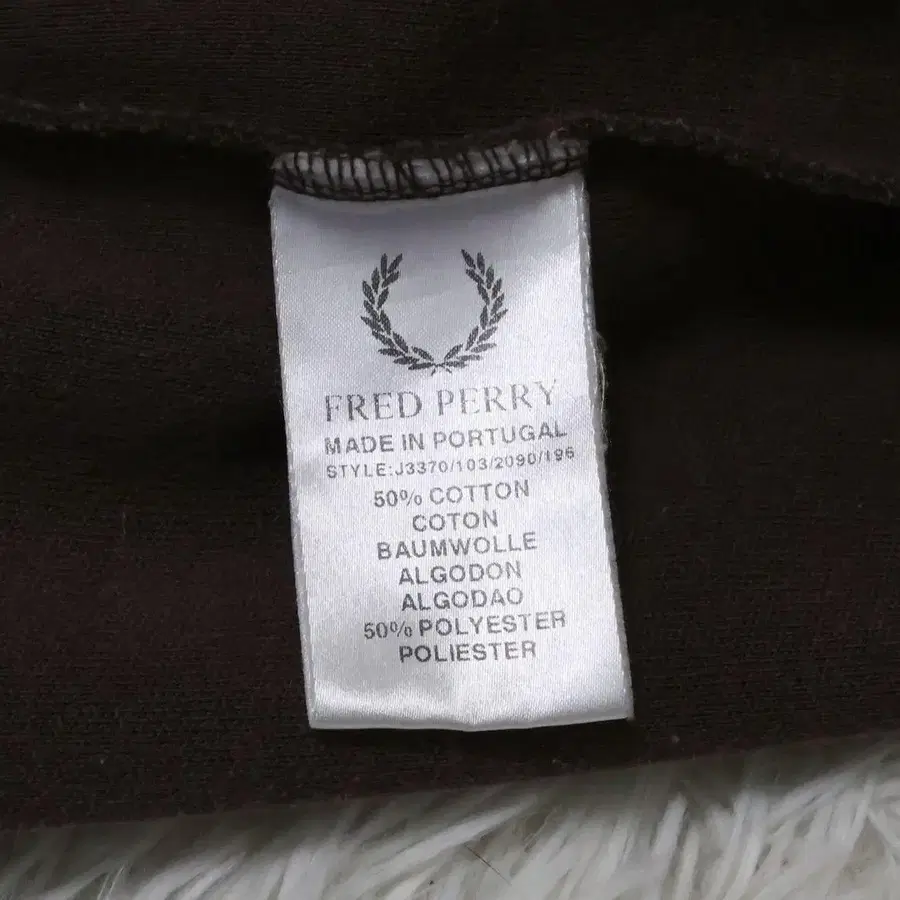 FRED PERRY
MADE IN PORTUGAL
STYLE:J3370/103/2090/196
50% COTTON
COTON
BAUMWOLLE
ALGODON
ALGODAO
50% POLYESTER
POLIESTER